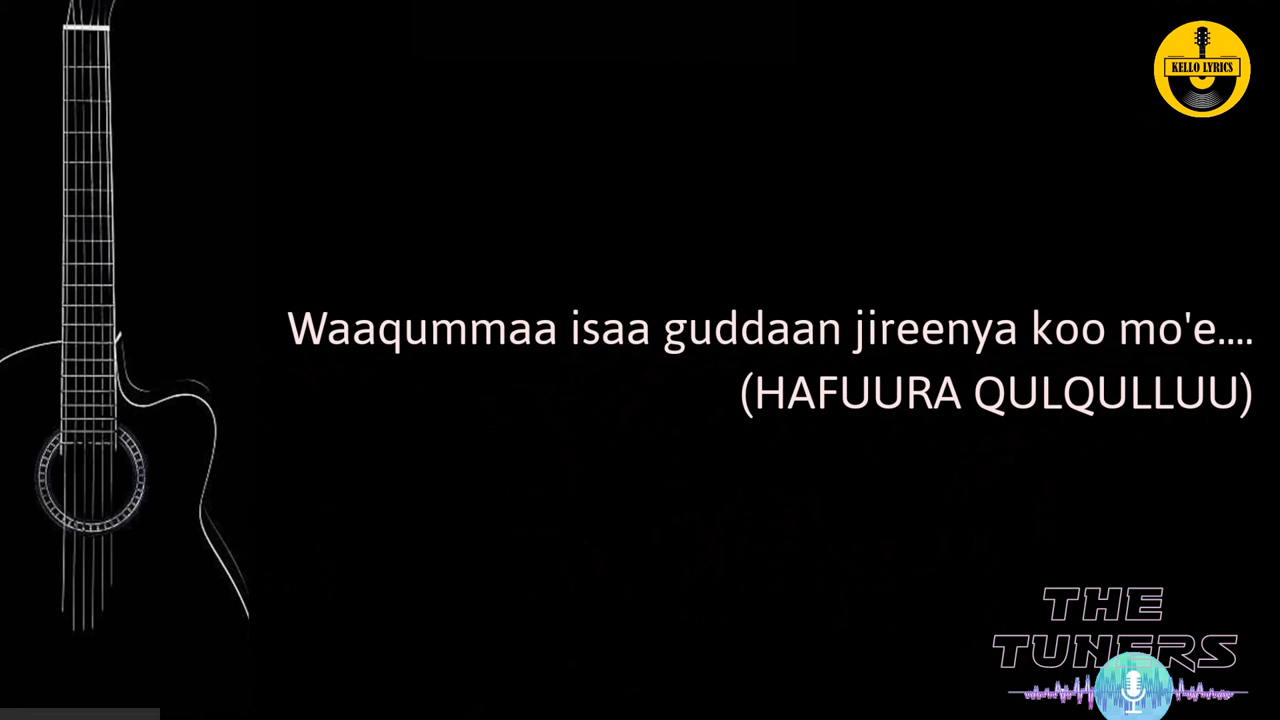 KELLO LYRICS
Waaqummaa isaa guddaan jireenya koo mo'e....
(HAFUURA QULQULLUU)
THE
TUNERS